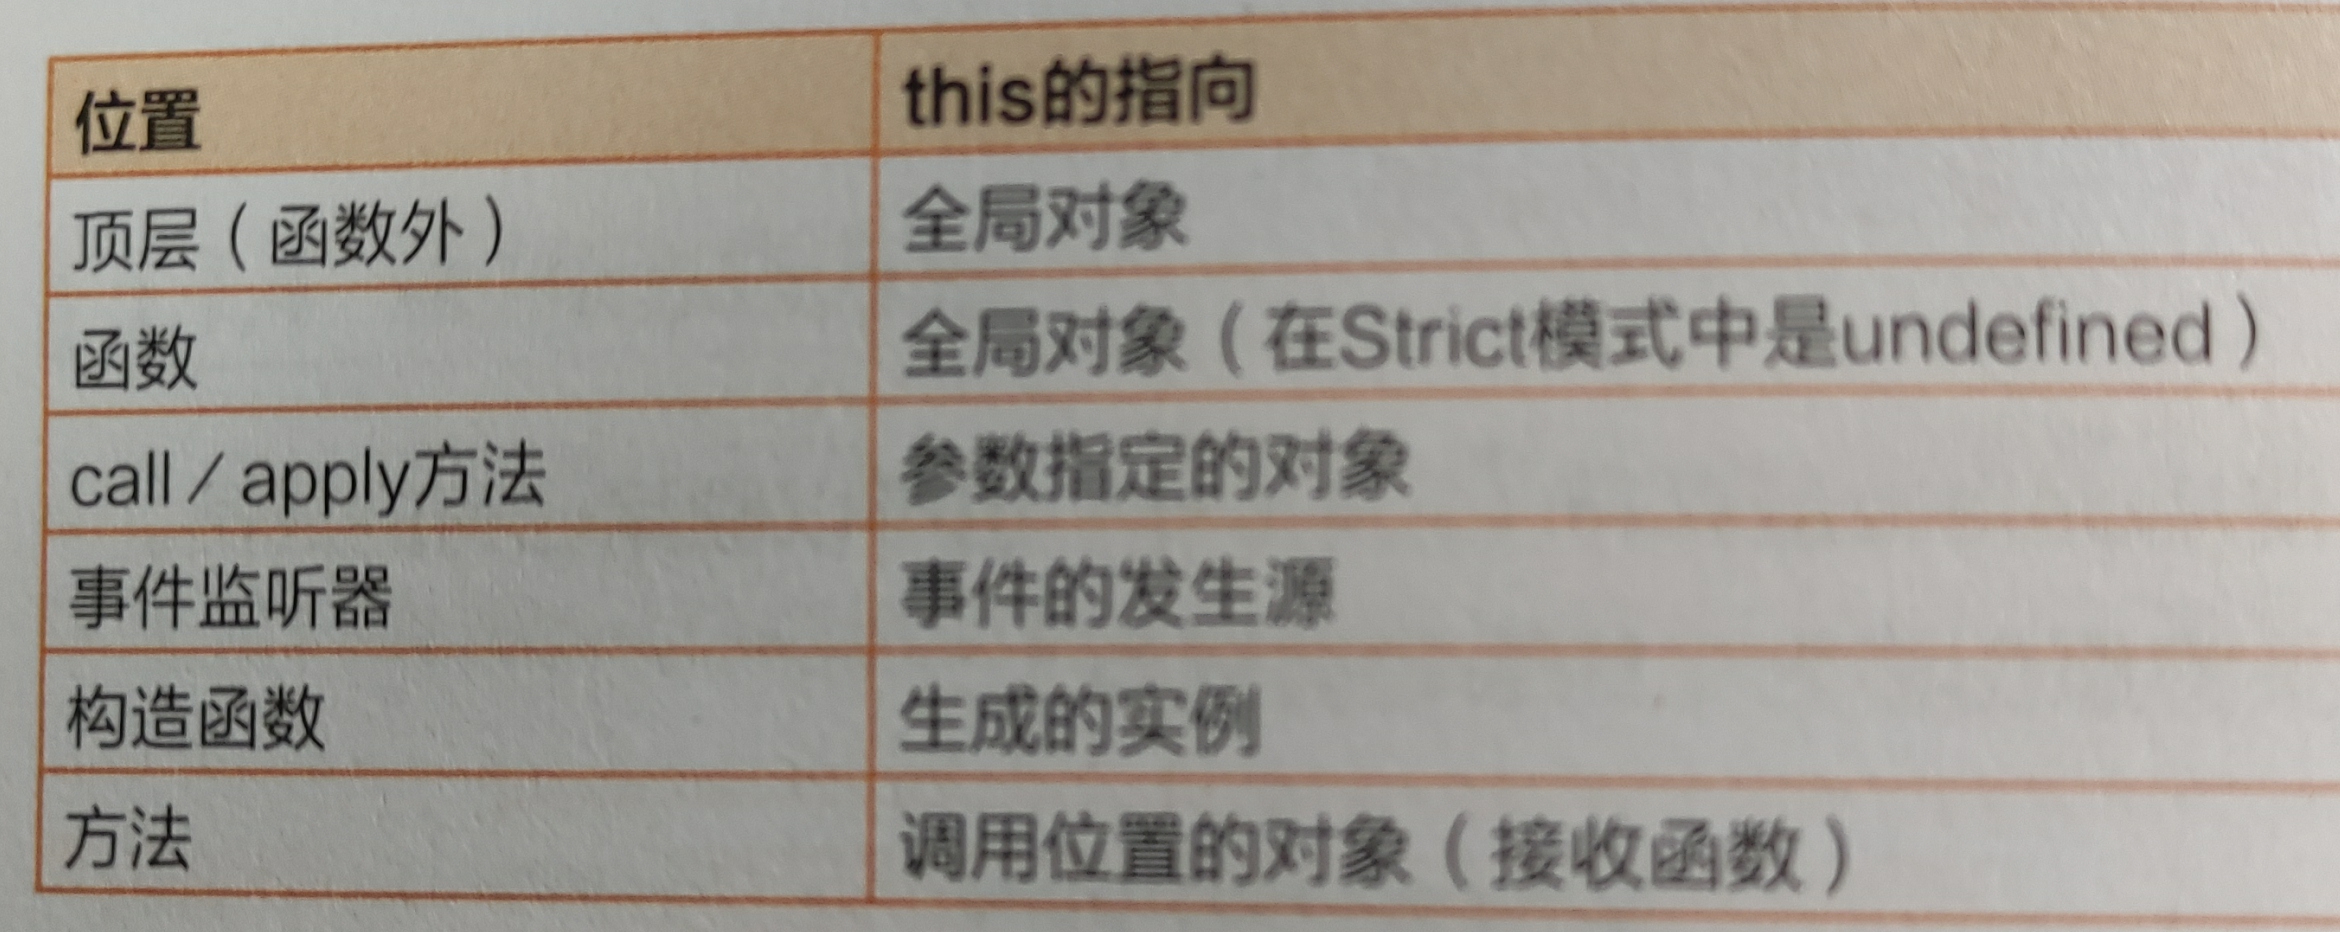 位置 this的指向
顶层（函数外） 全局对象
函数 全局对象（在Strict模式中是undefined）
call / apply方法 参数指定的对象
事件监听器 事件的发生源
构造函数 生成的实例
方法 调用位置的对象（接收函数）